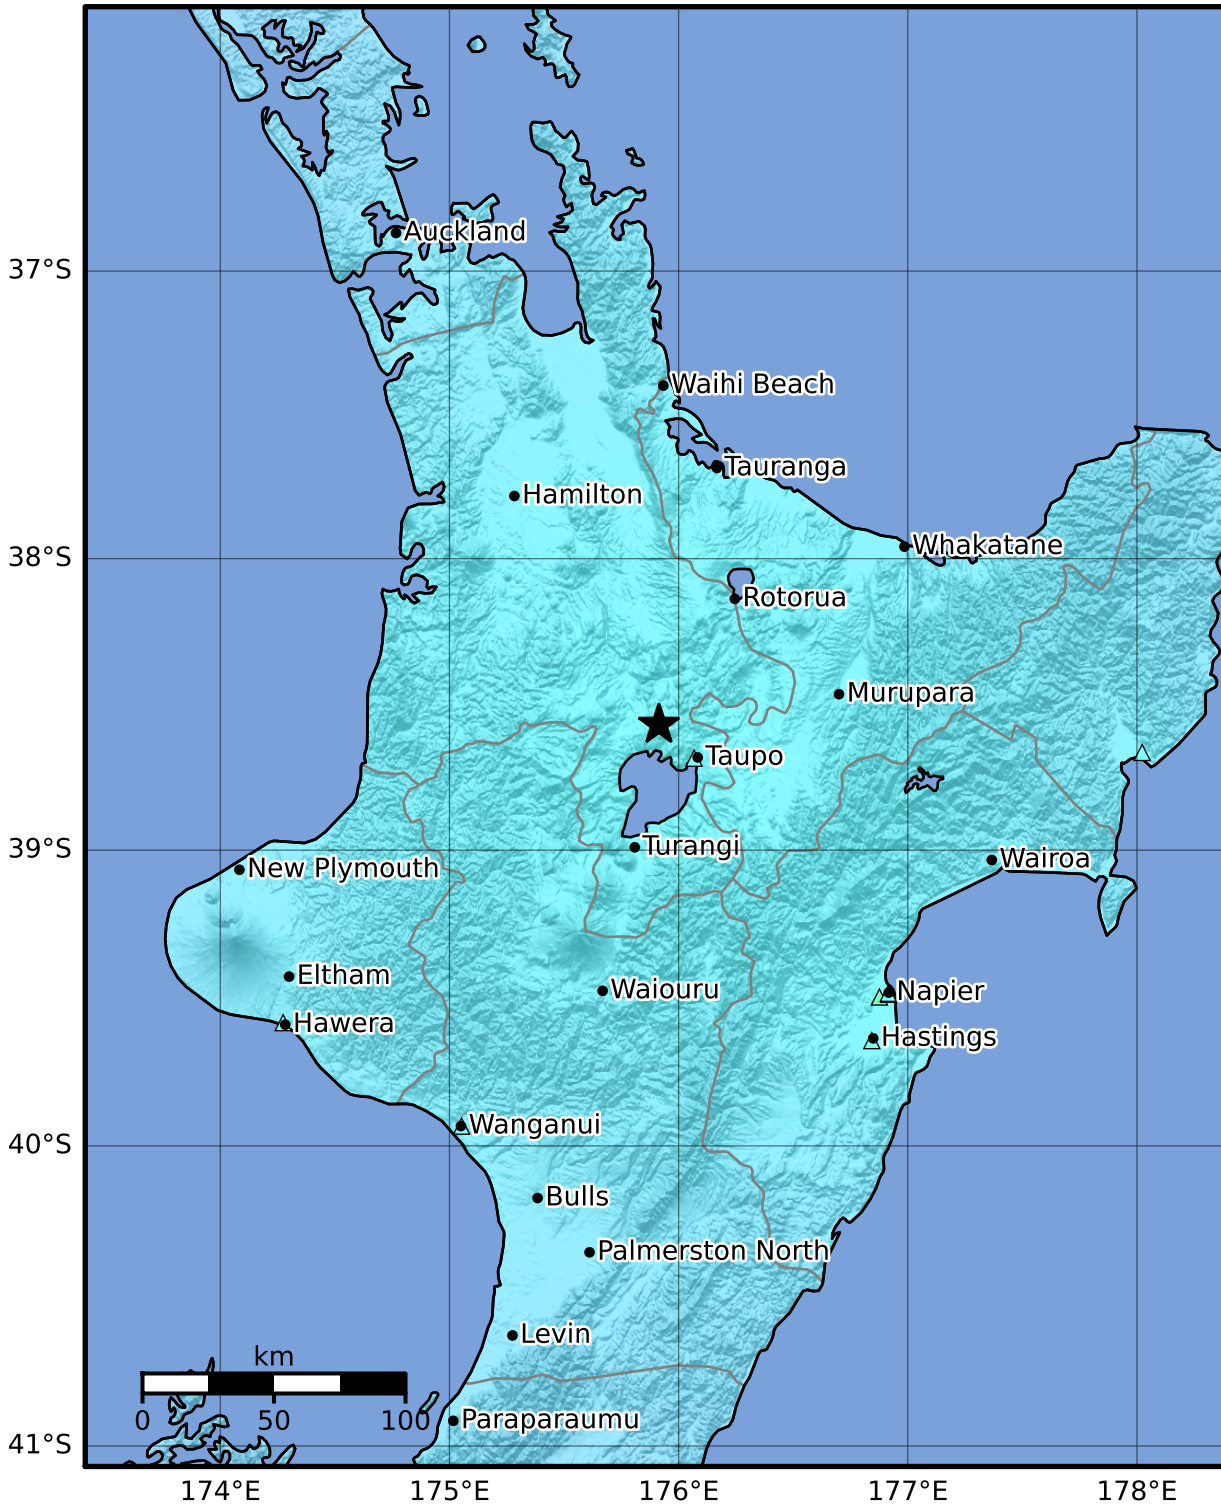 Auckland
37°S
Waihi Beach
Tauranga
Hamilton
Whakatane
38°S
Rotorua
Murupara
Taupo
Turangi
39°S
Wairoa
New Plymouth
Eltham
Waiouru
Napier
Hawera
Hastings
Wanganui
40°S
Bulls
Palmerston North
Levin
km
0 50 100
Paraparaumu
41°S
174°E 175°E 176°E 177°E 178°E